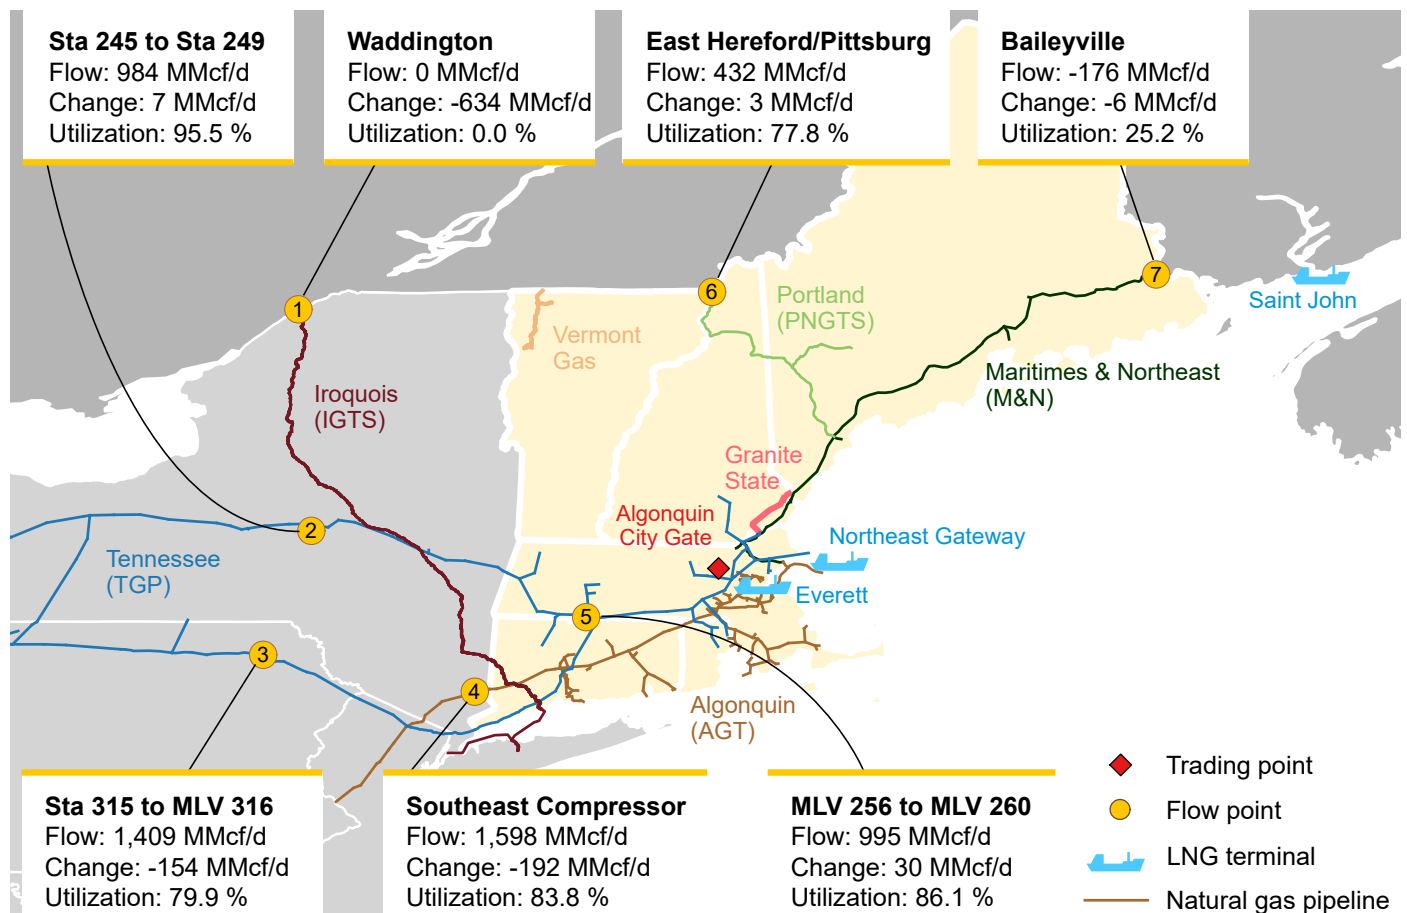 Sta 245 to Sta 249
Flow: 984 MMcf/d
Change: 7 MMcf/d
Utilization: 95.5 %
Waddington
Flow: 0 MMcf/d
Change: -634 MMcf/d
Utilization: 0.0 %
East Hereford/Pittsburg
Flow: 432 MMcf/d
Change: 3 MMcf/d
Utilization: 77.8 %
Baileyville
Flow: -176 MMcf/d
Change: -6 MMcf/d
Utilization: 25.2 %
1
6
7
Saint John
Portland
(PNGTS)
Vermont
Gas
Maritimes & Northeast
(M&N)
Iroquois
(IGTS)
Granite
State
Algonquin
City Gate
2
Northeast Gateway
Tennessee
(TGP)
Everett
5
3
4
Algonquin
(AGT)
Sta 315 to MLV 316
Flow: 1,409 MMcf/d
Change: -154 MMcf/d
Utilization: 79.9 %
Southeast Compressor
Flow: 1,598 MMcf/d
Change: -192 MMcf/d
Utilization: 83.8 %
MLV 256 to MLV 260
Flow: 995 MMcf/d
Change: 30 MMcf/d
Utilization: 86.1 %
Trading point
Flow point
LNG terminal
Natural gas pipeline